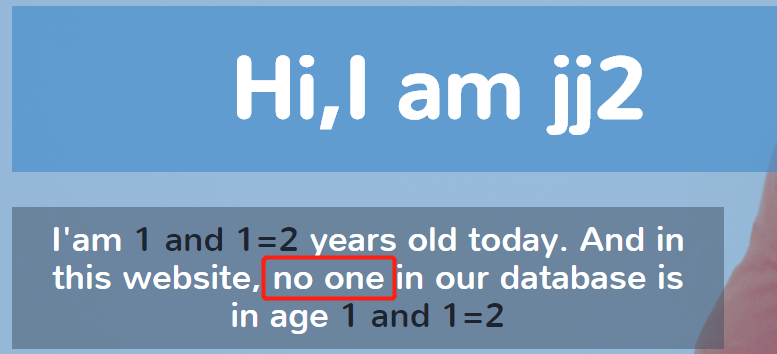 Hi,I am jj2
I'am 1 and 1=2 years old today. And in
this website, no one in our database is
in age 1 and 1=2